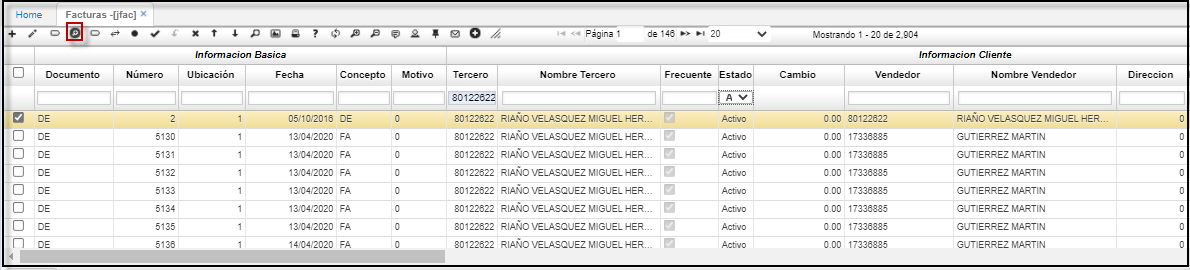 Home Facturas -[jfac] ×
Página 1 de 146 20 Mostrando 1 - 20 de 2,904
Informacion Basica Informacion Cliente
Documento Número Ubicación Fecha Concepto Motivo Tercero Nombre Tercero Frecuente Estado Cambio Vendedor Nombre Vendedor Direccion
80122622 A
DE 2 1 05/10/2016 DE 0 80122622 RIAÑO VELASQUEZ MIGUEL HER... Activo 0.00 80122622 RIAÑO VELASQUEZ MIGUEL HER... 0
DE 5130 1 13/04/2020 FA 0 80122622 RIAÑO VELASQUEZ MIGUEL HER... Activo 0.00 17336885 GUTIERREZ MARTIN 0
DE 5131 1 13/04/2020 FA 0 80122622 RIAÑO VELASQUEZ MIGUEL HER... Activo 0.00 17336885 GUTIERREZ MARTIN 0
DE 5132 1 13/04/2020 FA 0 80122622 RIAÑO VELASQUEZ MIGUEL HER... Activo 0.00 17336885 GUTIERREZ MARTIN 0
DE 5133 1 13/04/2020 FA 0 80122622 RIAÑO VELASQUEZ MIGUEL HER... Activo 0.00 17336885 GUTIERREZ MARTIN 0
DE 5134 1 13/04/2020 FA 0 80122622 RIAÑO VELASQUEZ MIGUEL HER... Activo 0.00 17336885 GUTIERREZ MARTIN 0
DE 5135 1 13/04/2020 FA 0 80122622 RIAÑO VELASQUEZ MIGUEL HER... Activo 0.00 17336885 GUTIERREZ MARTIN 0
DE 5136 1 14/04/2020 FA 0 80122622 RIAÑO VELASQUEZ MIGUEL HER... Activo 0.00 17336885 GUTIERREZ MARTIN 0